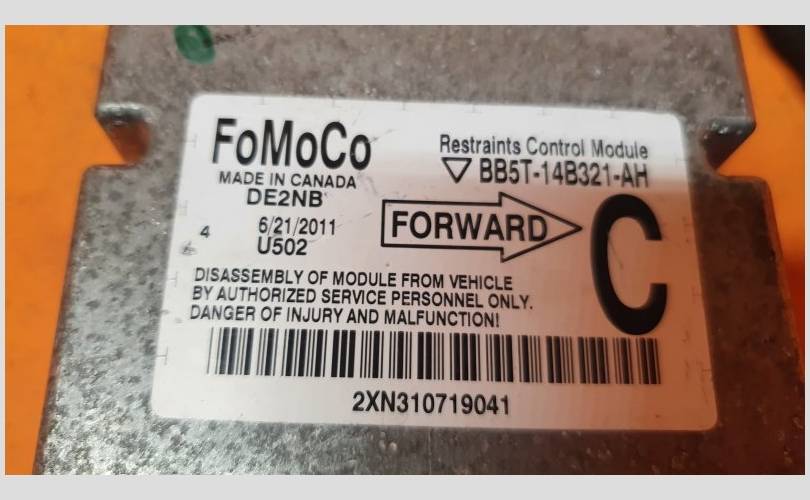 FoMoCo
MADE IN CANADA
DE2NB
4
6/21/2011
U502
Restraints Control Module
BB5T-14B321-AH
FORWARD
C
DISASSEMBLY OF MODULE FROM VEHICLE
BY AUTHORIZED SERVICE PERSONNEL ONLY.
DANGER OF INJURY AND MALFUNCTION!
2XN310719041